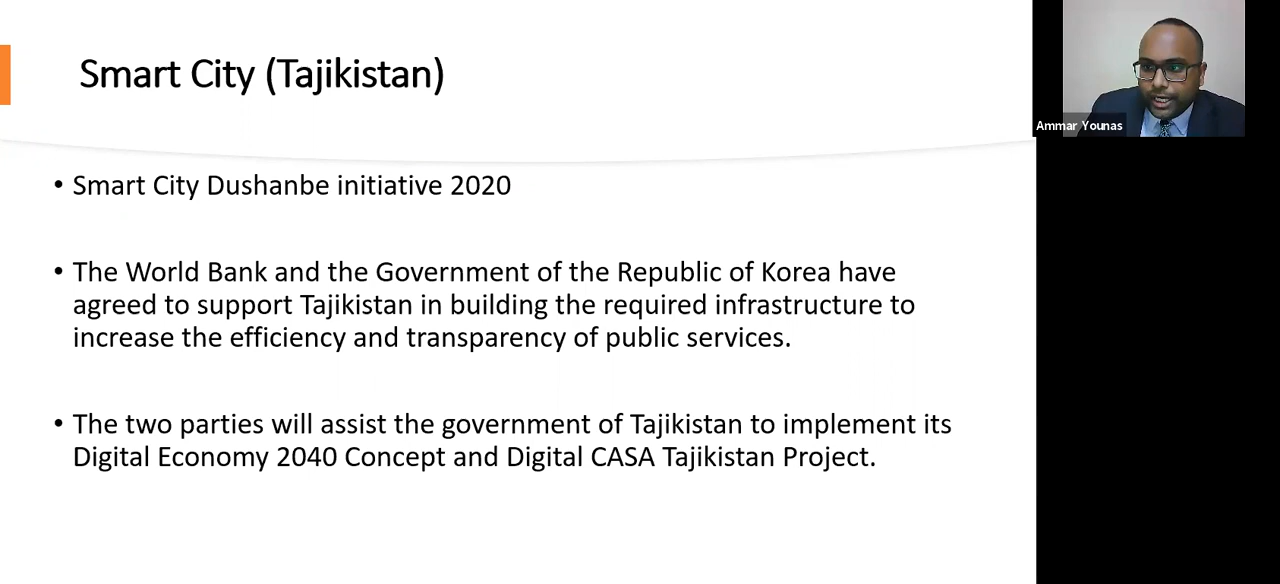 Smart City (Tajikistan)
Ammar Younas
• Smart City Dushanbe initiative 2020
• The World Bank and the Government of the Republic of Korea have
agreed to support Tajikistan in building the required infrastructure to
increase the efficiency and transparency of public services.
• The two parties will assist the government of Tajikistan to implement its
Digital Economy 2040 Concept and Digital CASA Tajikistan Project.